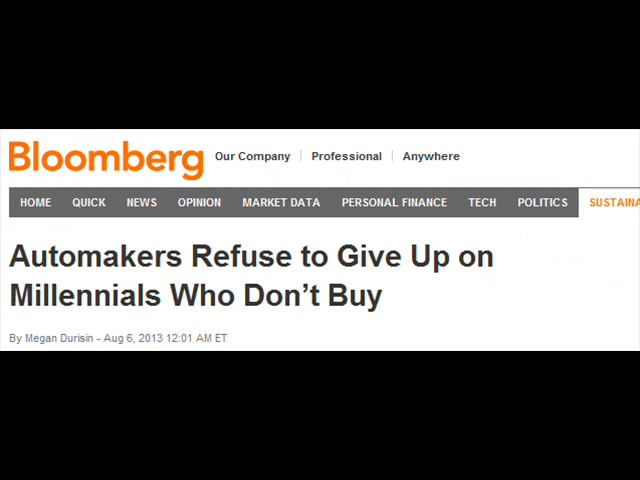 Bloomberg Our Company Professional Anywhere
HOME QUICK NEWS OPINION MARKET DATA PERSONAL FINANCE TECH POLITICS SUSTAINA
Automakers Refuse to Give Up on
Millennials Who Don't Buy
By Megan Durisin - Aug 6, 2013 12:01 AM ET